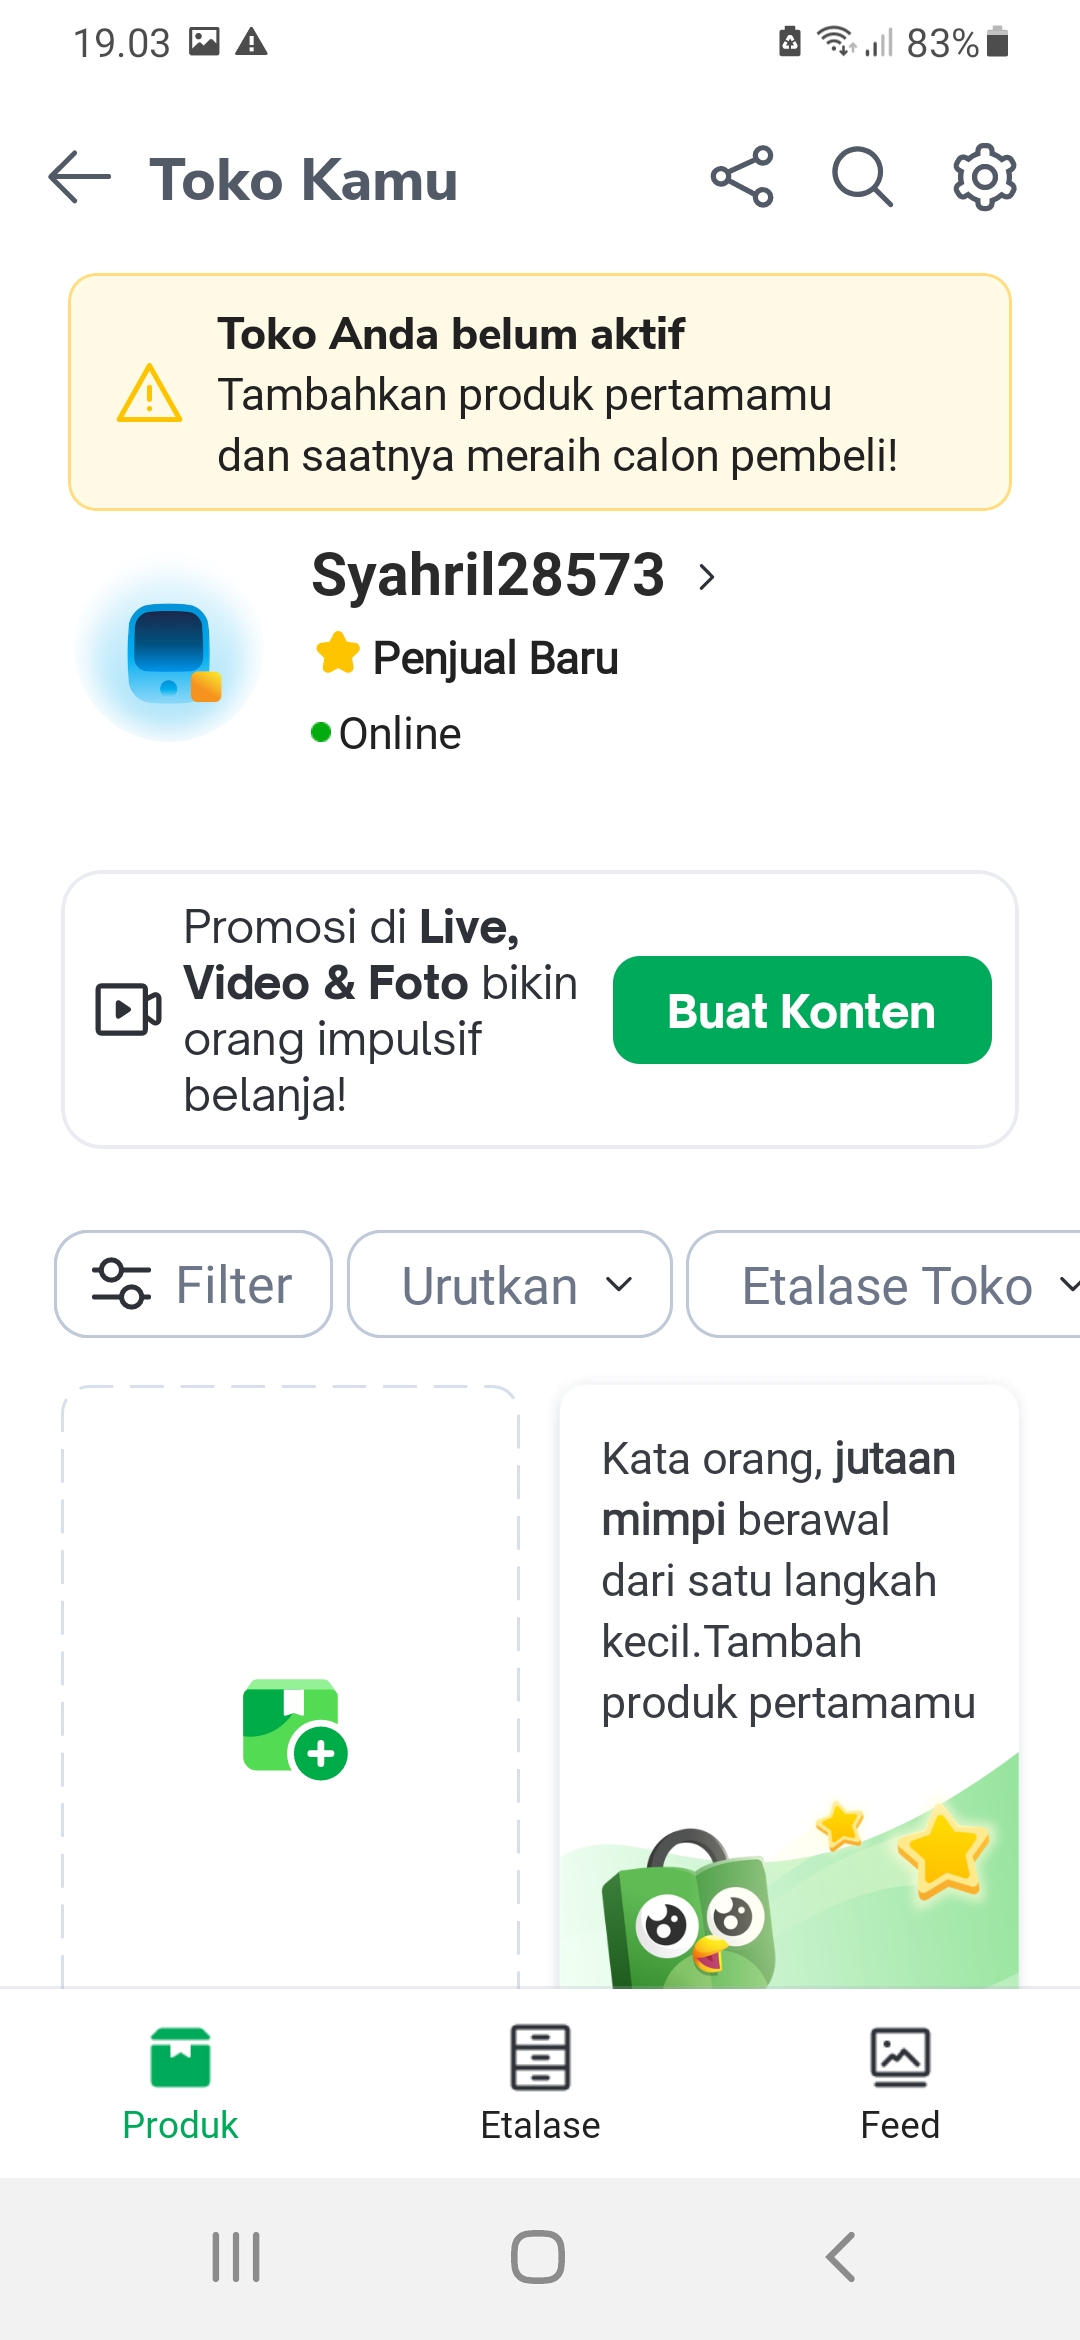 19.03
83%
Toko Kamu
Toko Anda belum aktif
Tambahkan produk pertamamu
dan saatnya meraih calon pembeli!
Syahril28573
Penjual Baru
Online
Promosi di Live,
Video & Foto bikin
orang impulsif
belanja!
Buat Konten
Filter
Urutkan
Etalase Toko
Kata orang, jutaan
mimpi berawal
dari satu langkah
kecil.Tambah
produk pertamamu
Produk
Etalase
Feed